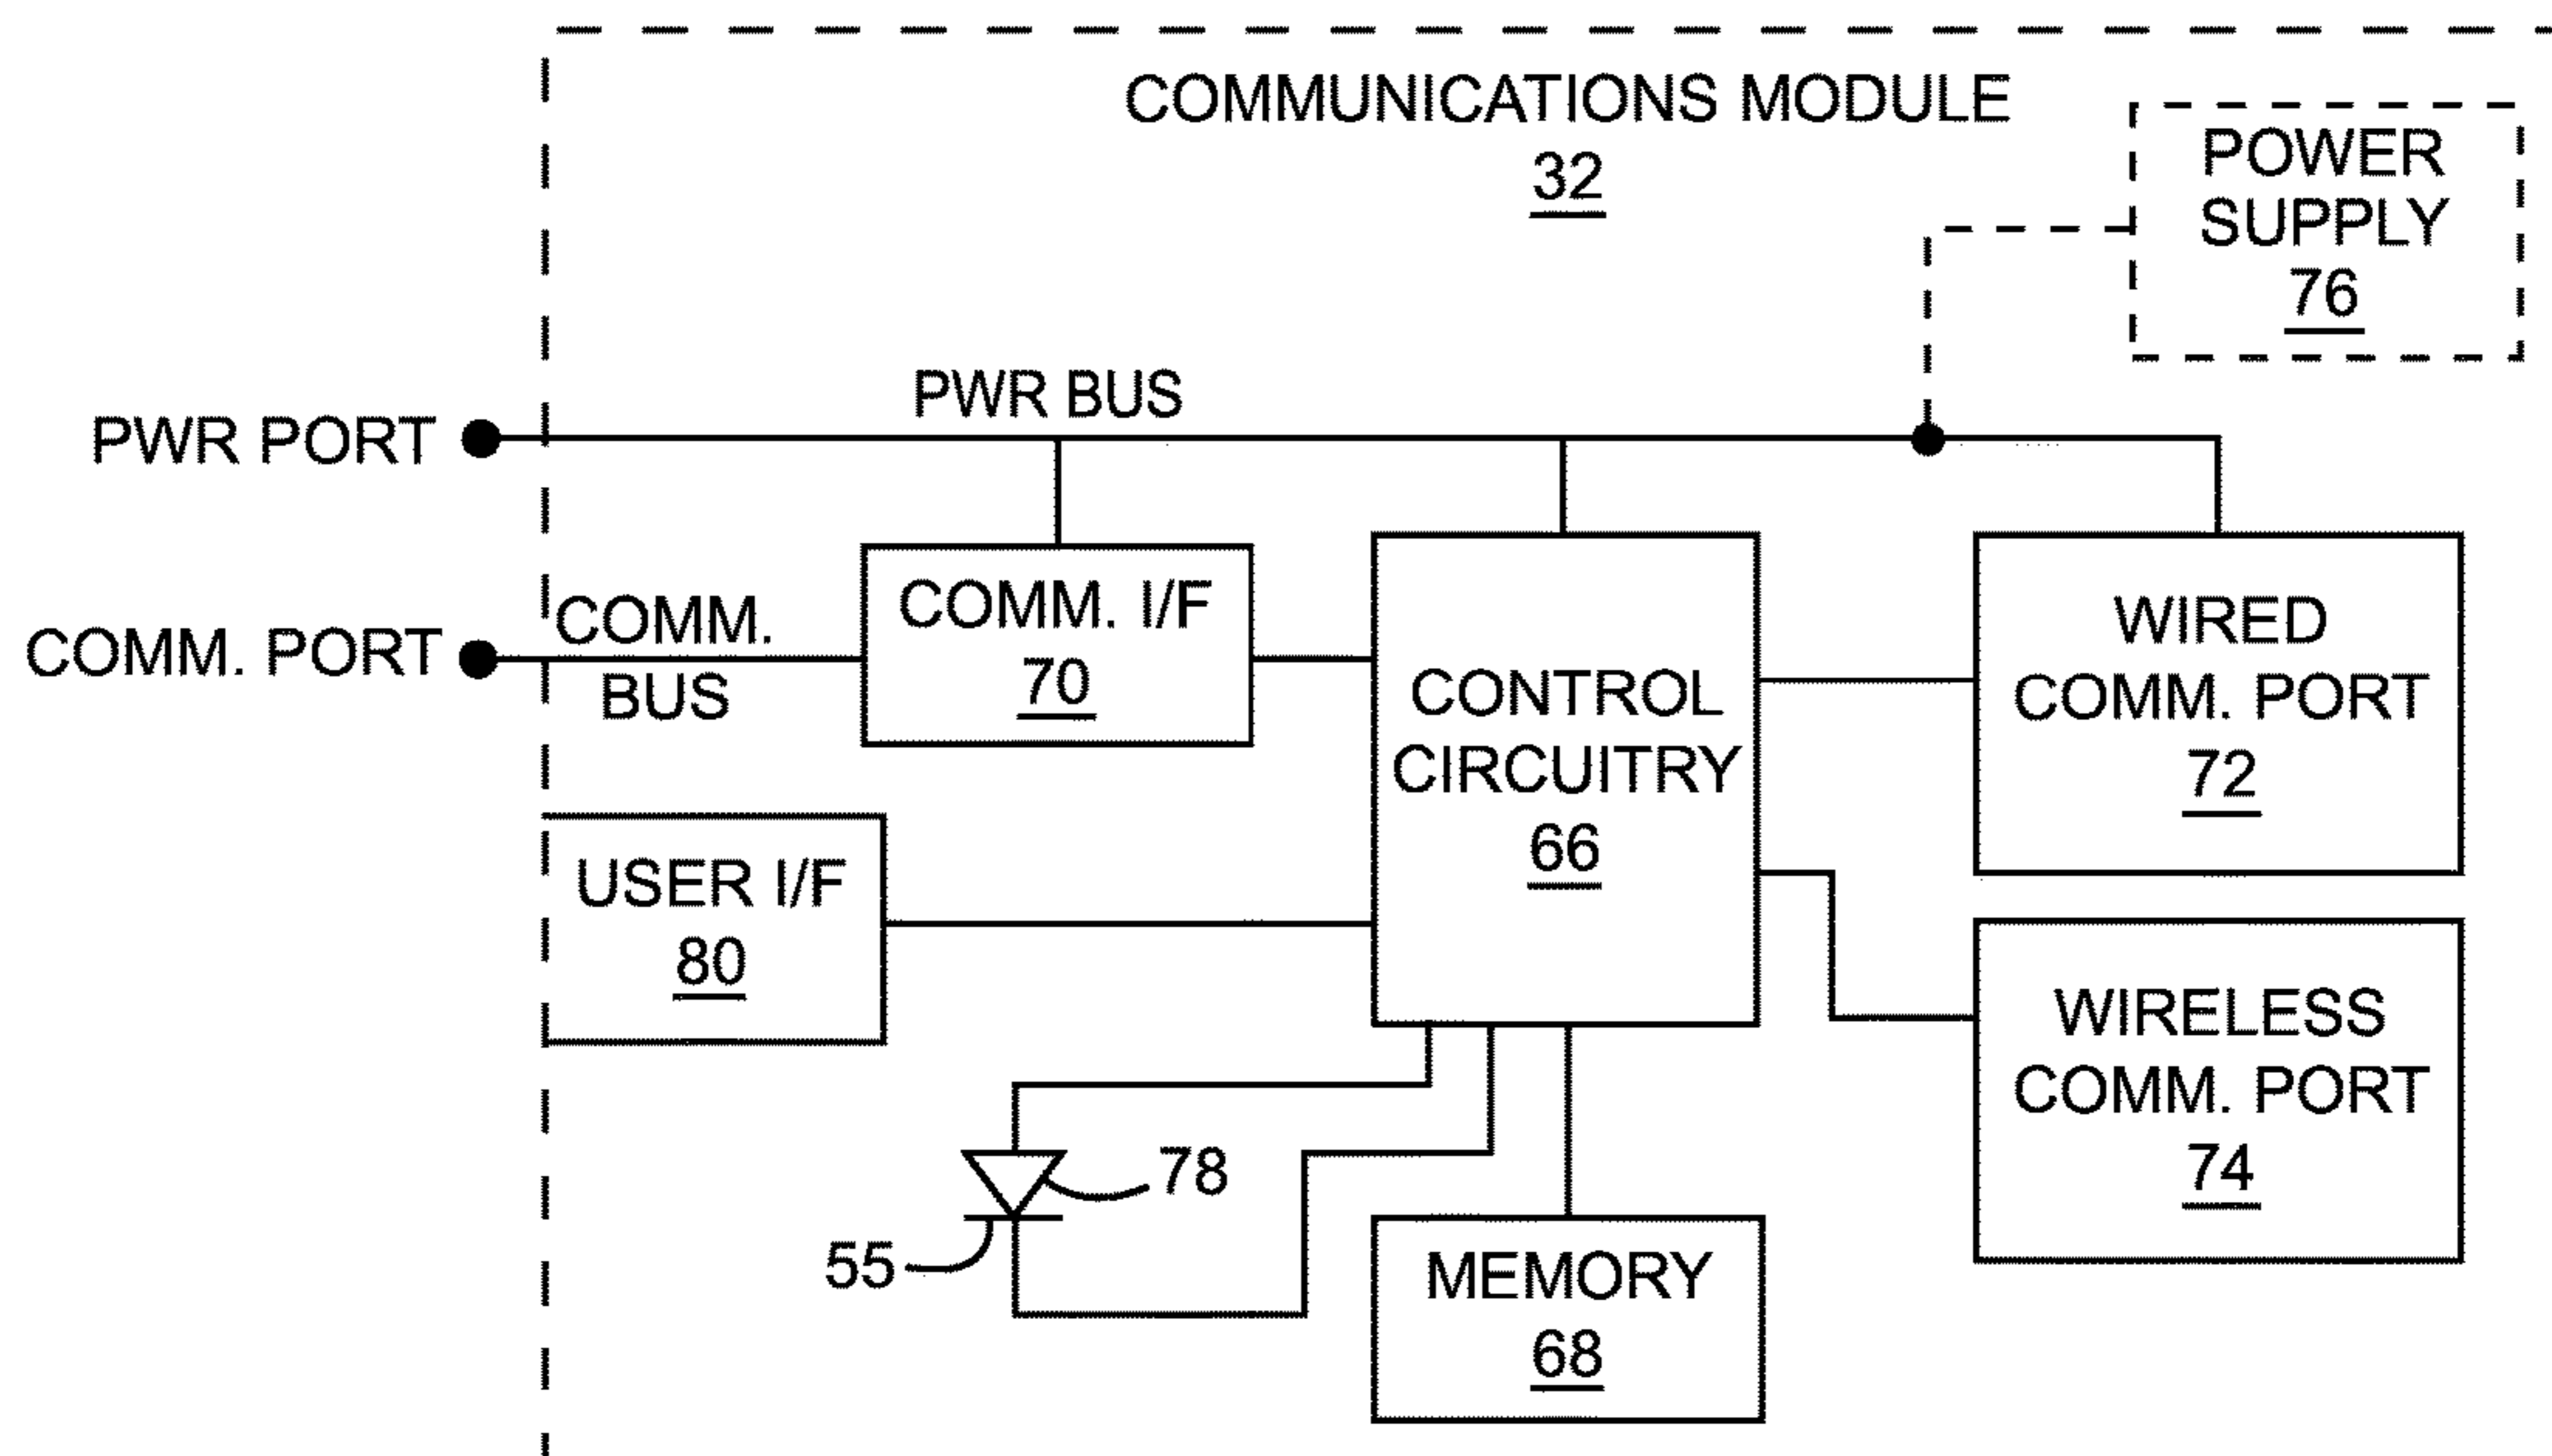 COMMUNICATIONS MODULE
32
POWER
SUPPLY
76
PWR BUS
PWR PORT
COMM. PORT
COMM.
BUS
COMM. I/F
70
CONTROL
CIRCUITRY
66
WIRED
COMM. PORT
72
USER I/F
80
WIRELESS
COMM. PORT
74
78
55
MEMORY
68